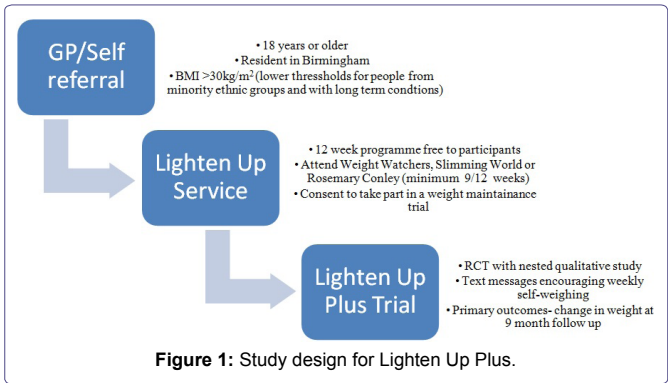 GP/Self
referral
• 18 years or older
• Resident in Birmingham
• BMI >30kg/m² (lower thressholds for people from
minority ethnic groups and with long term condtions)
Lighten Up
Service
• 12 week programme free to participants
• Attend Weight Watchers, Slimming World or
Rosemary Conley (minimum 9/12 weeks)
• Consent to take part in a weight maintainance
trial
Lighten Up
Plus Trial
• RCT with nested qualitative study
• Text messages encouraging weekly
self-weighing
• Primary outcomes- change in weight at
9 month follow up
Figure 1: Study design for Lighten Up Plus.